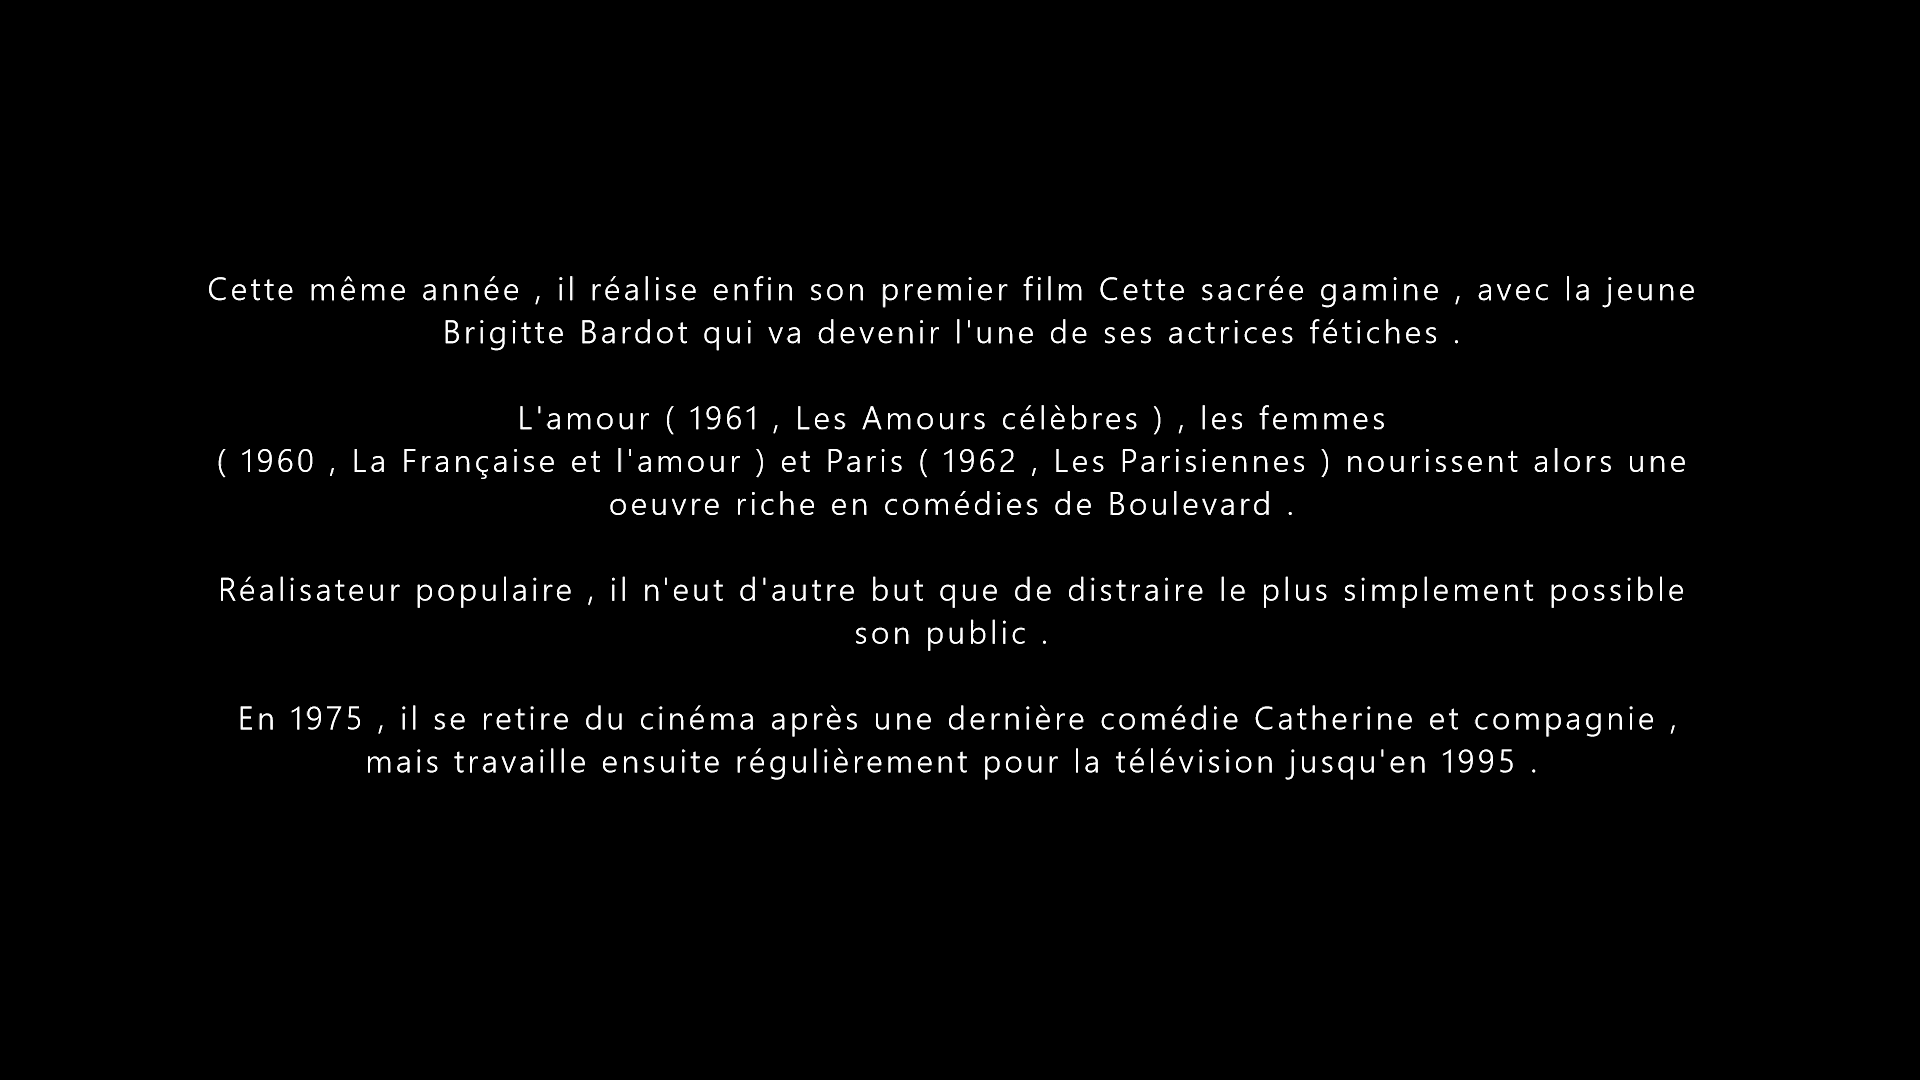 Cette même année , il réalise enfin son premier film Cette sacrée gamine , avec la jeune
Brigitte Bardot qui va devenir l'une de ses actrices fétiches .
L'amour ( 1961 , Les Amours célèbres ) , les femmes
( 1960 , La Française et l'amour ) et Paris ( 1962 , Les Parisiennes ) nourissent alors une
oeuvre riche en comédies de Boulevard .
Réalisateur populaire , il n'eut d'autre but que de distraire le plus simplement possible
son public .
En 1975 , il se retire du cinéma après une dernière comédie Catherine et compagnie ,
mais travaille ensuite régulièrement pour la télévision jusqu'en 1995 .